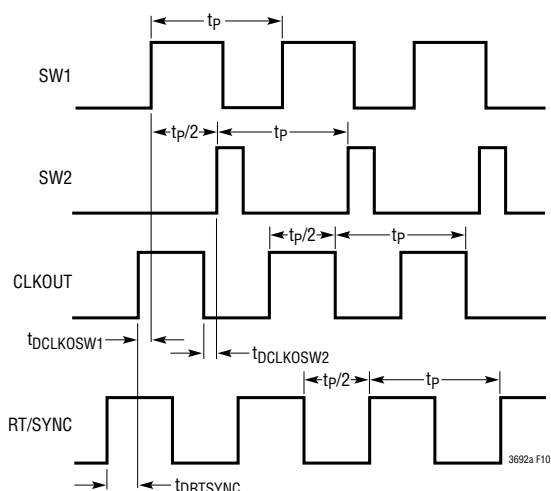 tP
SW1
tP/2
tP
SW2
tP/2
tP
CLKOUT
tDCLKOSW1
tDCLKOSW2
tP/2
tP
RT/SYNC
3692a F10
tDRTSYNC